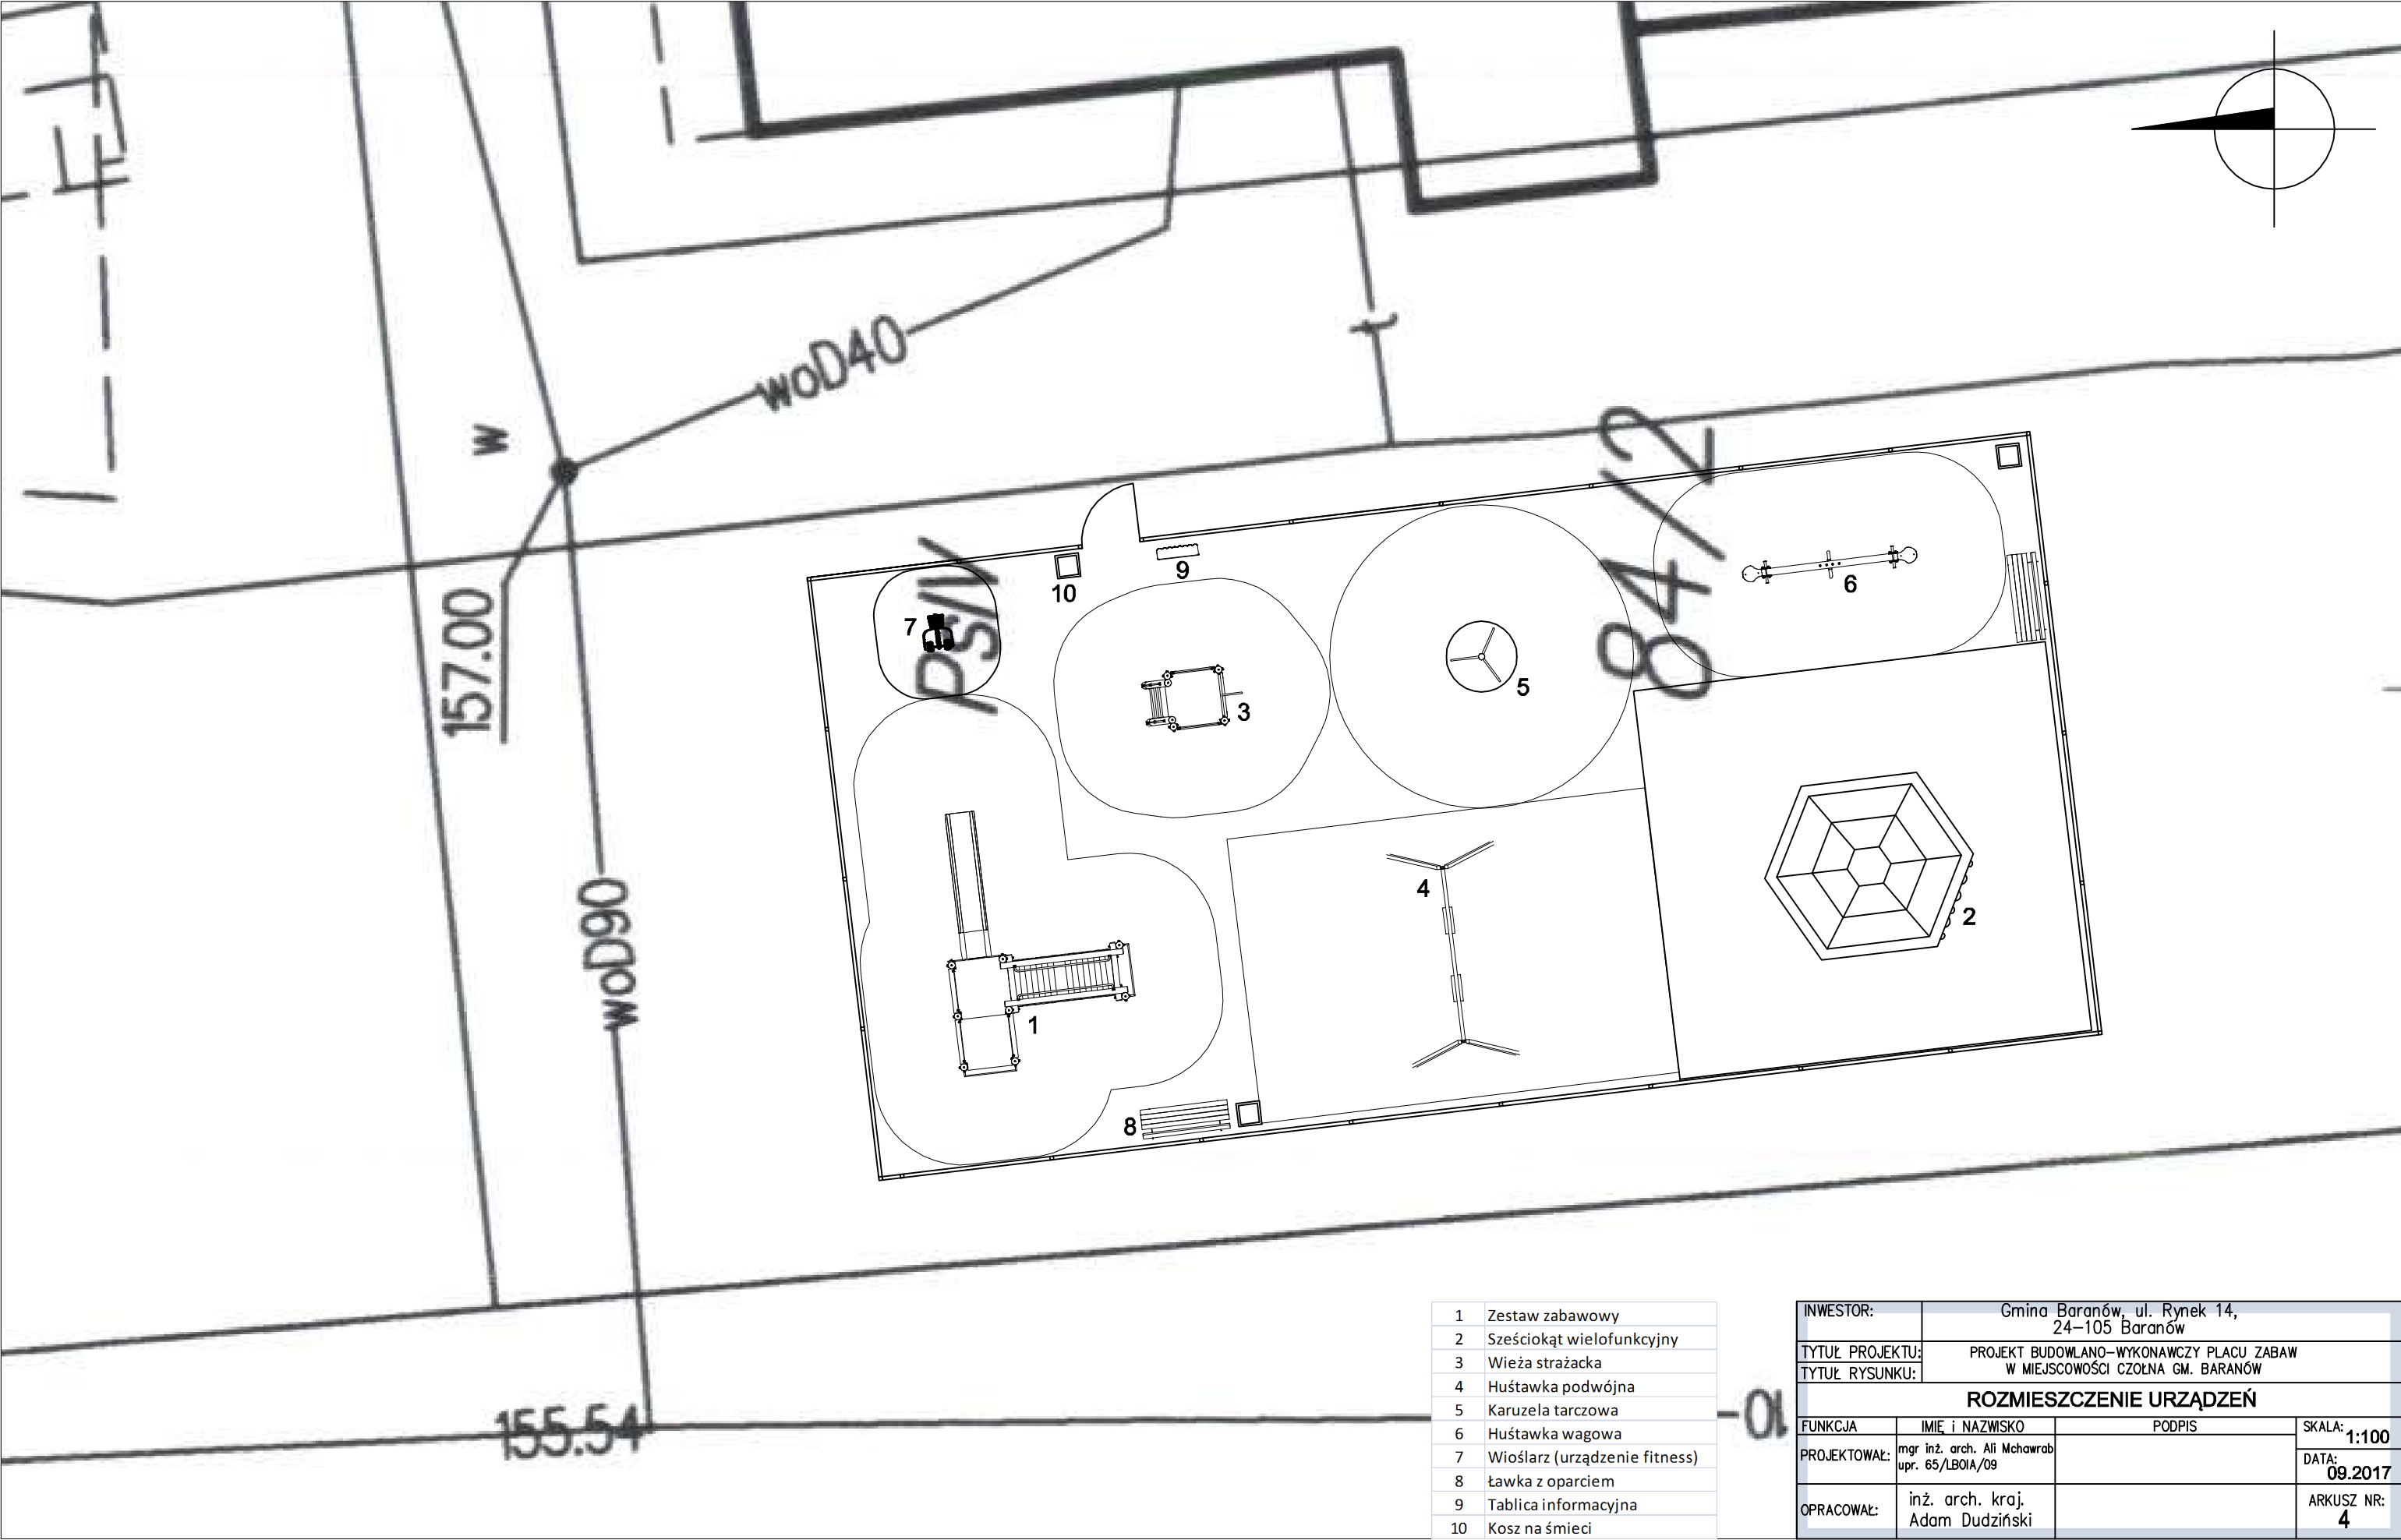 woD40
w
84/2
PsIV
157.00
woD90
7
10
9
3
5
6
4
2
1
8
155.54
1 Zestaw zabawowy
2 Sześciokąt wielofunkcyjny
3 Wieża strażacka
4 Huśtawka podwójna
5 Karuzela tarczowa
6 Huśtawka wagowa
7 Wioślarz (urządzenie fitness)
8 Ławka z oparciem
9 Tablica informacyjna
10 Kosz na śmieci
INWESTOR: Gmina Baranów, ul. Rynek 14,
24-105 Baranów
TYTUŁ PROJEKTU: PROJEKT BUDOWLANO-WYKONAWCZY PLACU ZABAW
TYTUŁ RYSUNKU: W MIEJSCOWOŚCI CZOŁNA GM. BARANÓW
ROZMIESZCZENIE URZĄDZEŃ
FUNKCJA IMIĘ i NAZWISKO PODPIS SKALA: 1:100
PROJEKTOWAŁ: mgr inż. arch. Ali Mchawrab
upr. 65/LBOIA/09
DATA: 09.2017
OPRACOWAŁ: inż. arch. kraj.
Adam Dudziński
ARKUSZ NR:
4